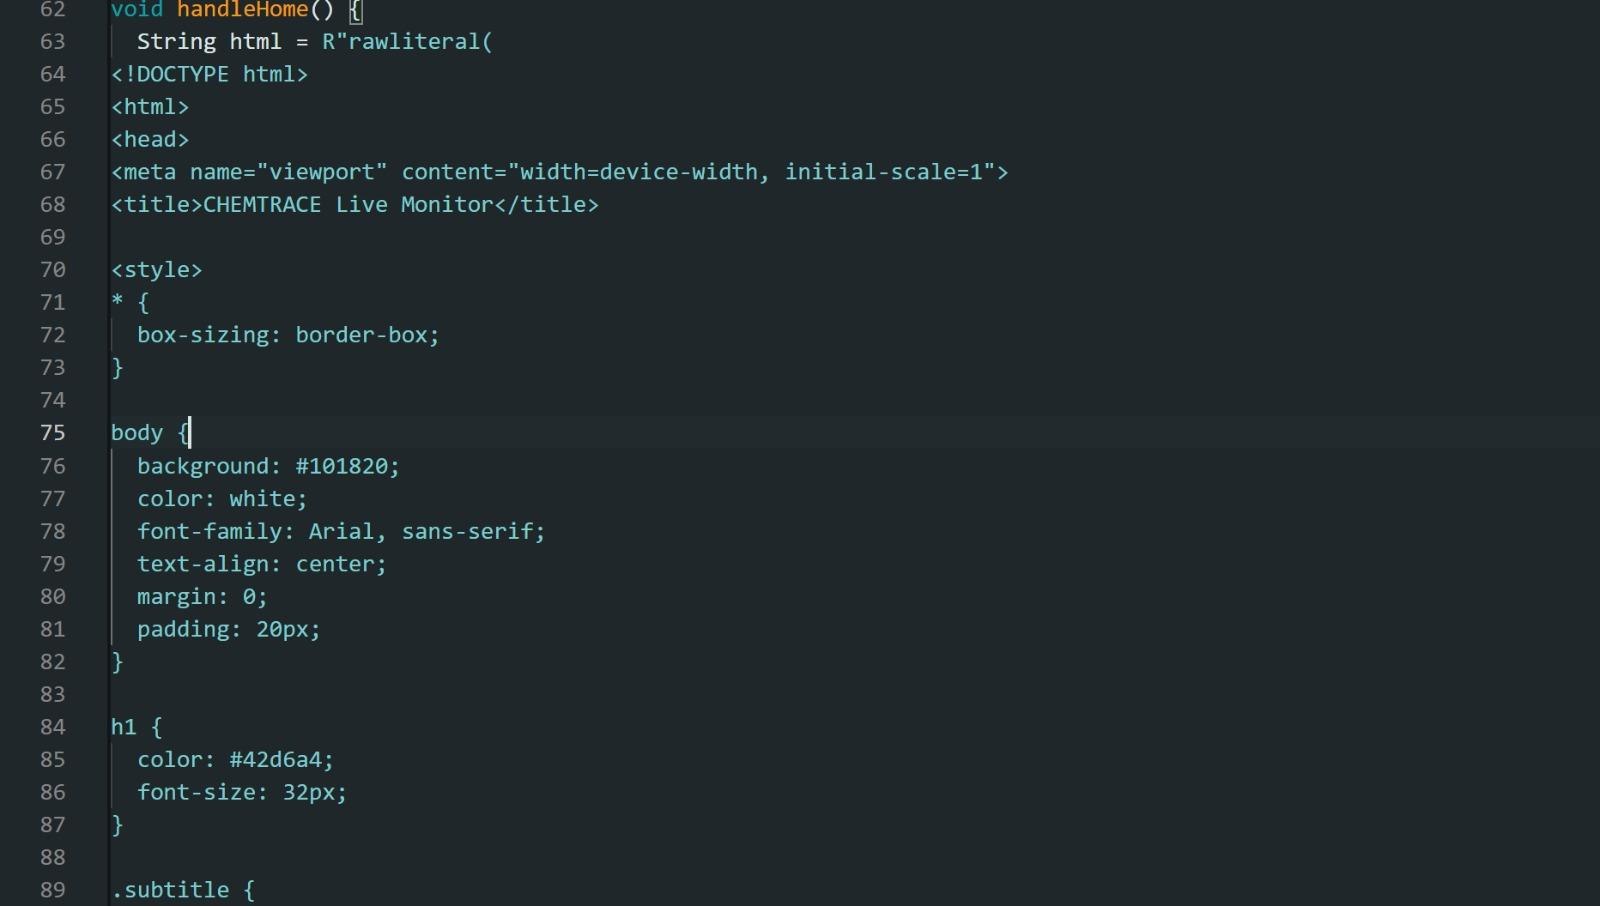 62 void handleHome() {
63   String html = R"rawliteral(
64 <!DOCTYPE html>
65 <html>
66 <head>
67 <meta name="viewport" content="width=device-width, initial-scale=1">
68 <title>CHEMTRACE Live Monitor</title>
69
70 <style>
71 * {
72   box-sizing: border-box;
73 }
74
75 body {
76   background: #101820;
77   color: white;
78   font-family: Arial, sans-serif;
79   text-align: center;
80   margin: 0;
81   padding: 20px;
82 }
83
84 h1 {
85   color: #42d6a4;
86   font-size: 32px;
87 }
88
89 .subtitle {